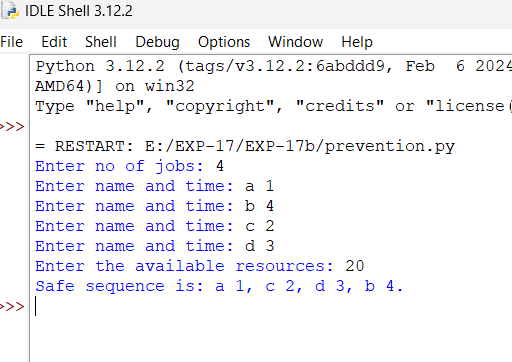 IDLE Shell 3.12.2
File Edit Shell Debug Options Window Help
Python 3.12.2 (tags/v3.12.2:6abddd9, Feb  6 2024
AMD64)] on win32
Type "help", "copyright", "credits" or "license(
>>>
= RESTART: E:/EXP-17/EXP-17b/prevention.py
Enter no of jobs: 4
Enter name and time: a 1
Enter name and time: b 4
Enter name and time: c 2
Enter name and time: d 3
Enter the available resources: 20
Safe sequence is: a 1, c 2, d 3, b 4.
>>>